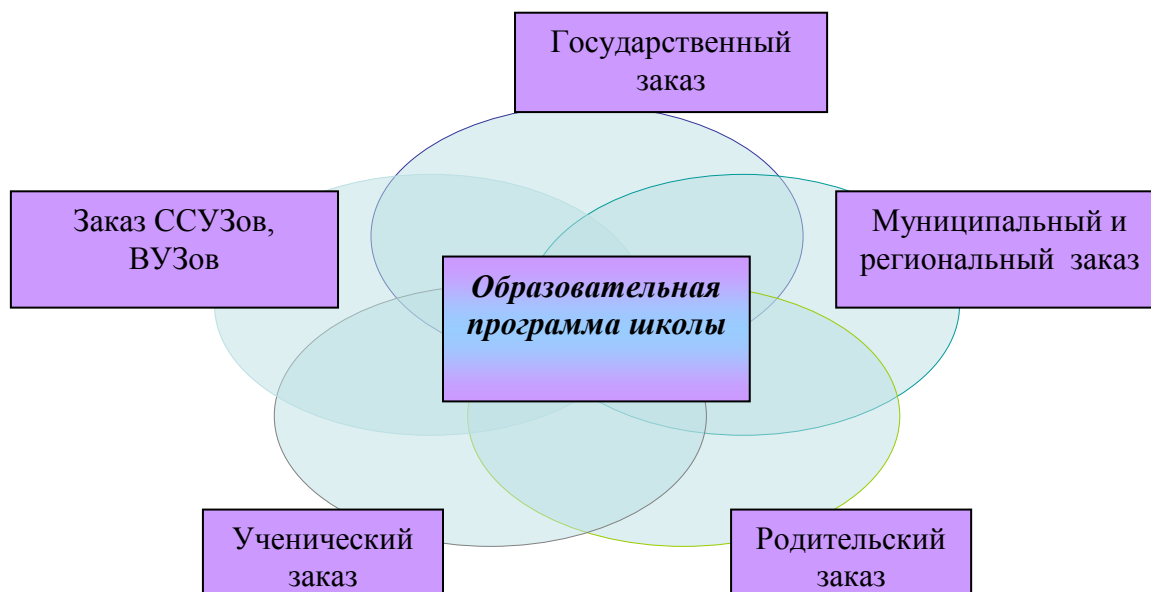 Государственный
заказ
Заказ ССУЗов,
ВУЗов
Муниципальный и
региональный заказ
Образовательная
программа школы
Ученический
заказ
Родительский
заказ